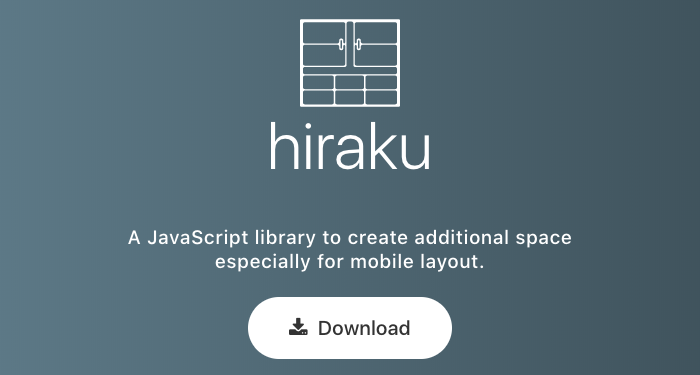 hiraku
A JavaScript library to create additional space
especially for mobile layout.
Download